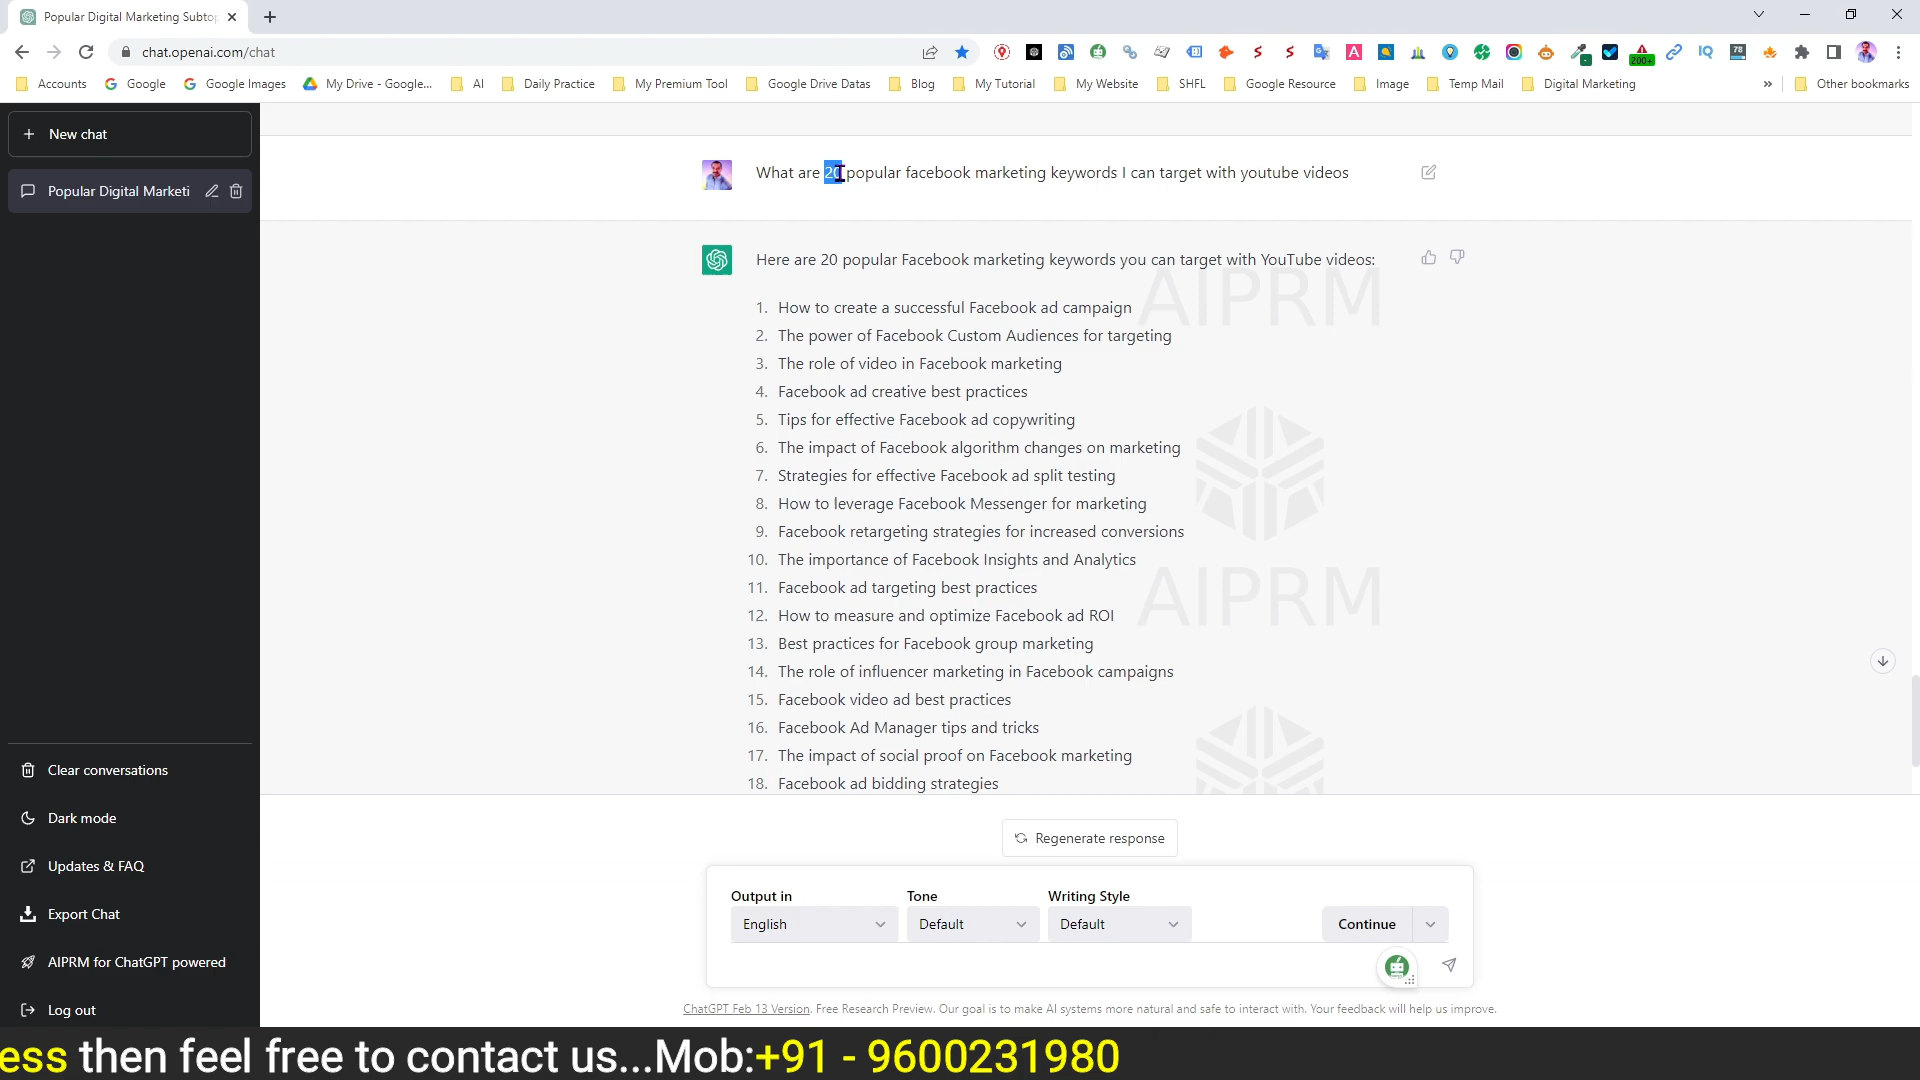 Popular Digital Marketing Subto
chat.openai.com/chat
Accounts
Google
Google Images
My Drive - Google...
AI
Daily Practice
My Premium Tool
Google Drive Datas
Blog
My Tutorial
My Website
SHFL
Google Resource
Image
Temp Mail
Digital Marketing
»
Other bookmarks
200+
78
New chat
Popular Digital Marketi
What are 20 popular facebook marketing keywords I can target with youtube videos
Here are 20 popular Facebook marketing keywords you can target with YouTube videos:
1. How to create a successful Facebook ad campaign
2. The power of Facebook Custom Audiences for targeting
3. The role of video in Facebook marketing
4. Facebook ad creative best practices
5. Tips for effective Facebook ad copywriting
6. The impact of Facebook algorithm changes on marketing
7. Strategies for effective Facebook ad split testing
8. How to leverage Facebook Messenger for marketing
9. Facebook retargeting strategies for increased conversions
10. The importance of Facebook Insights and Analytics
11. Facebook ad targeting best practices
12. How to measure and optimize Facebook ad ROI
13. Best practices for Facebook group marketing
14. The role of influencer marketing in Facebook campaigns
15. Facebook video ad best practices
16. Facebook Ad Manager tips and tricks
17. The impact of social proof on Facebook marketing
18. Facebook ad bidding strategies
AIPRM
AIPRM
Clear conversations
Dark mode
Updates & FAQ
Export Chat
AIPRM for ChatGPT powered
Log out
Regenerate response
Output in
Tone
Writing Style
English
Default
Default
Continue
ChatGPT Feb 13 Version. Free Research Preview. Our goal is to make AI systems more natural and safe to interact with. Your feedback will help us improve.
ess then feel free to contact us...Mob:+91 - 9600231980